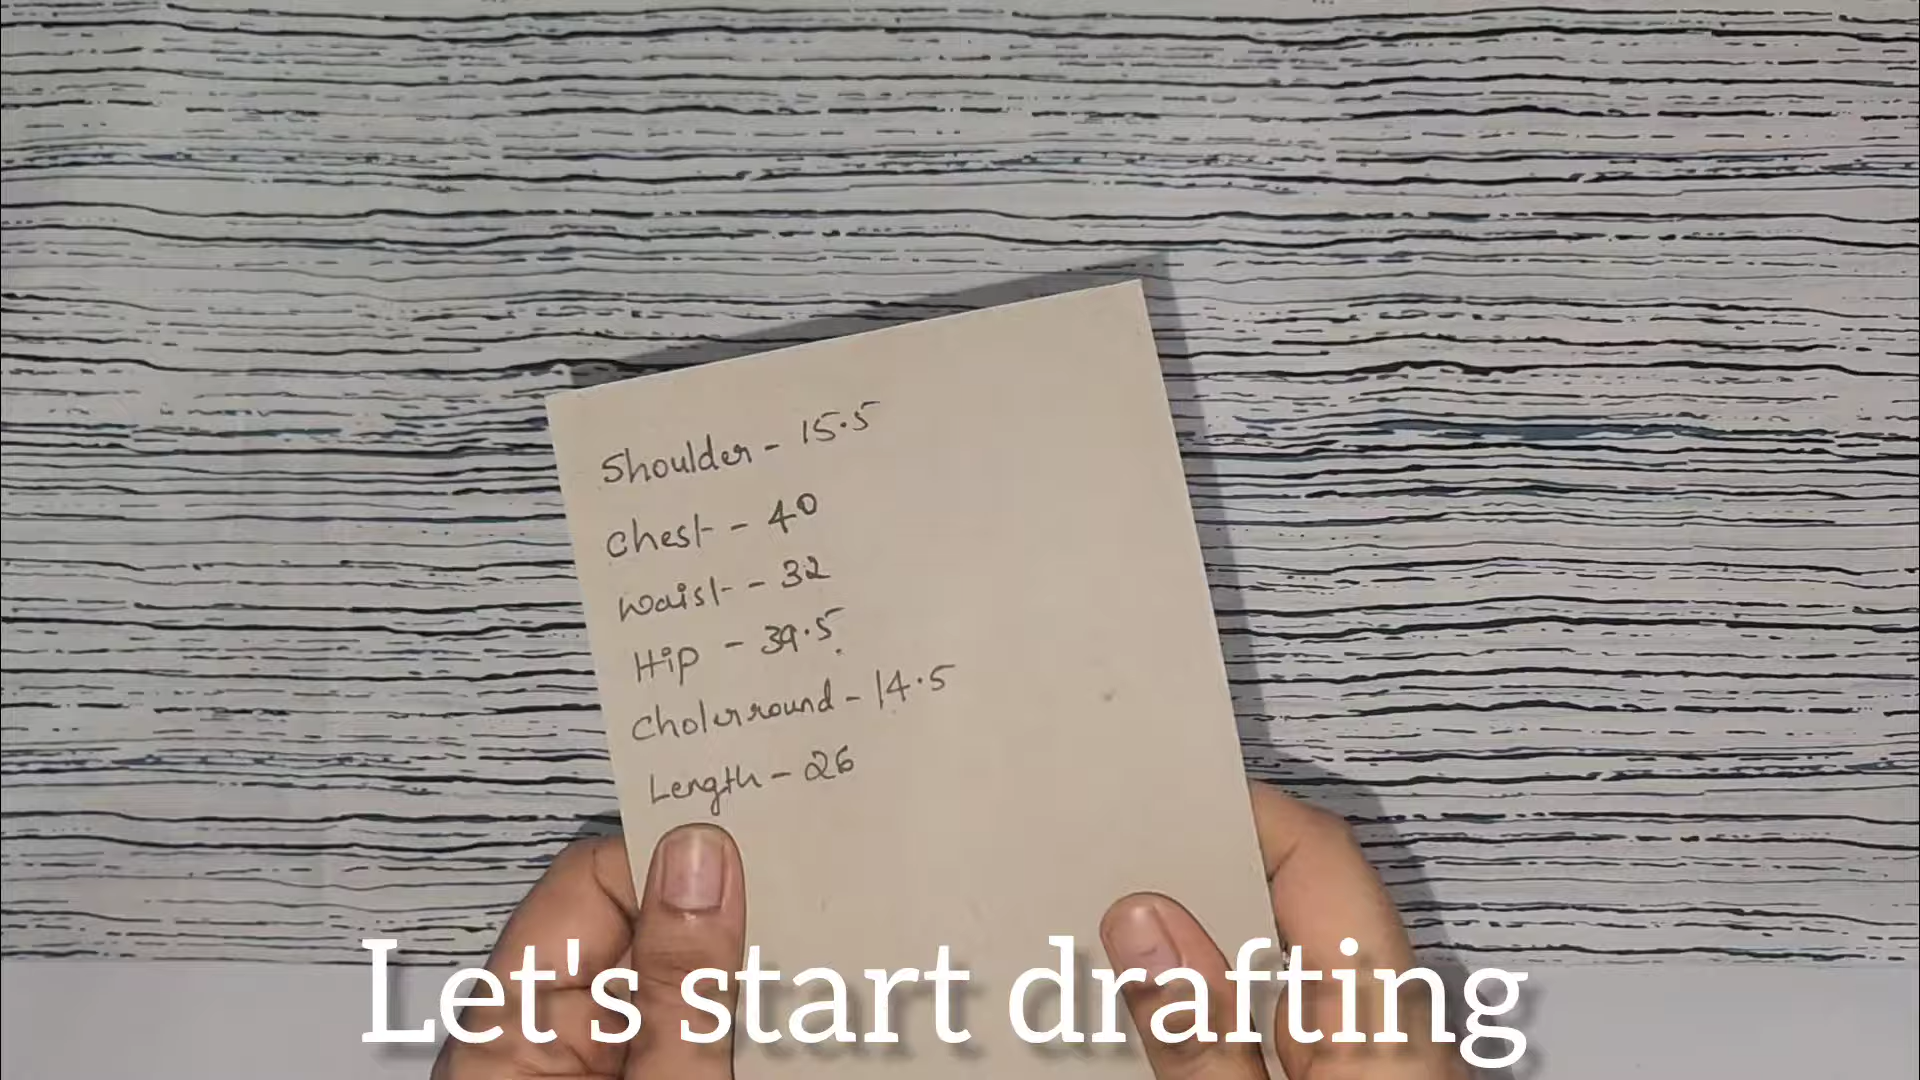 Shoulder - 15.5
Chest - 40
Waist - 32
Hip - 39.5
Cholerround - 14.5
Length - 26
Let's start drafting